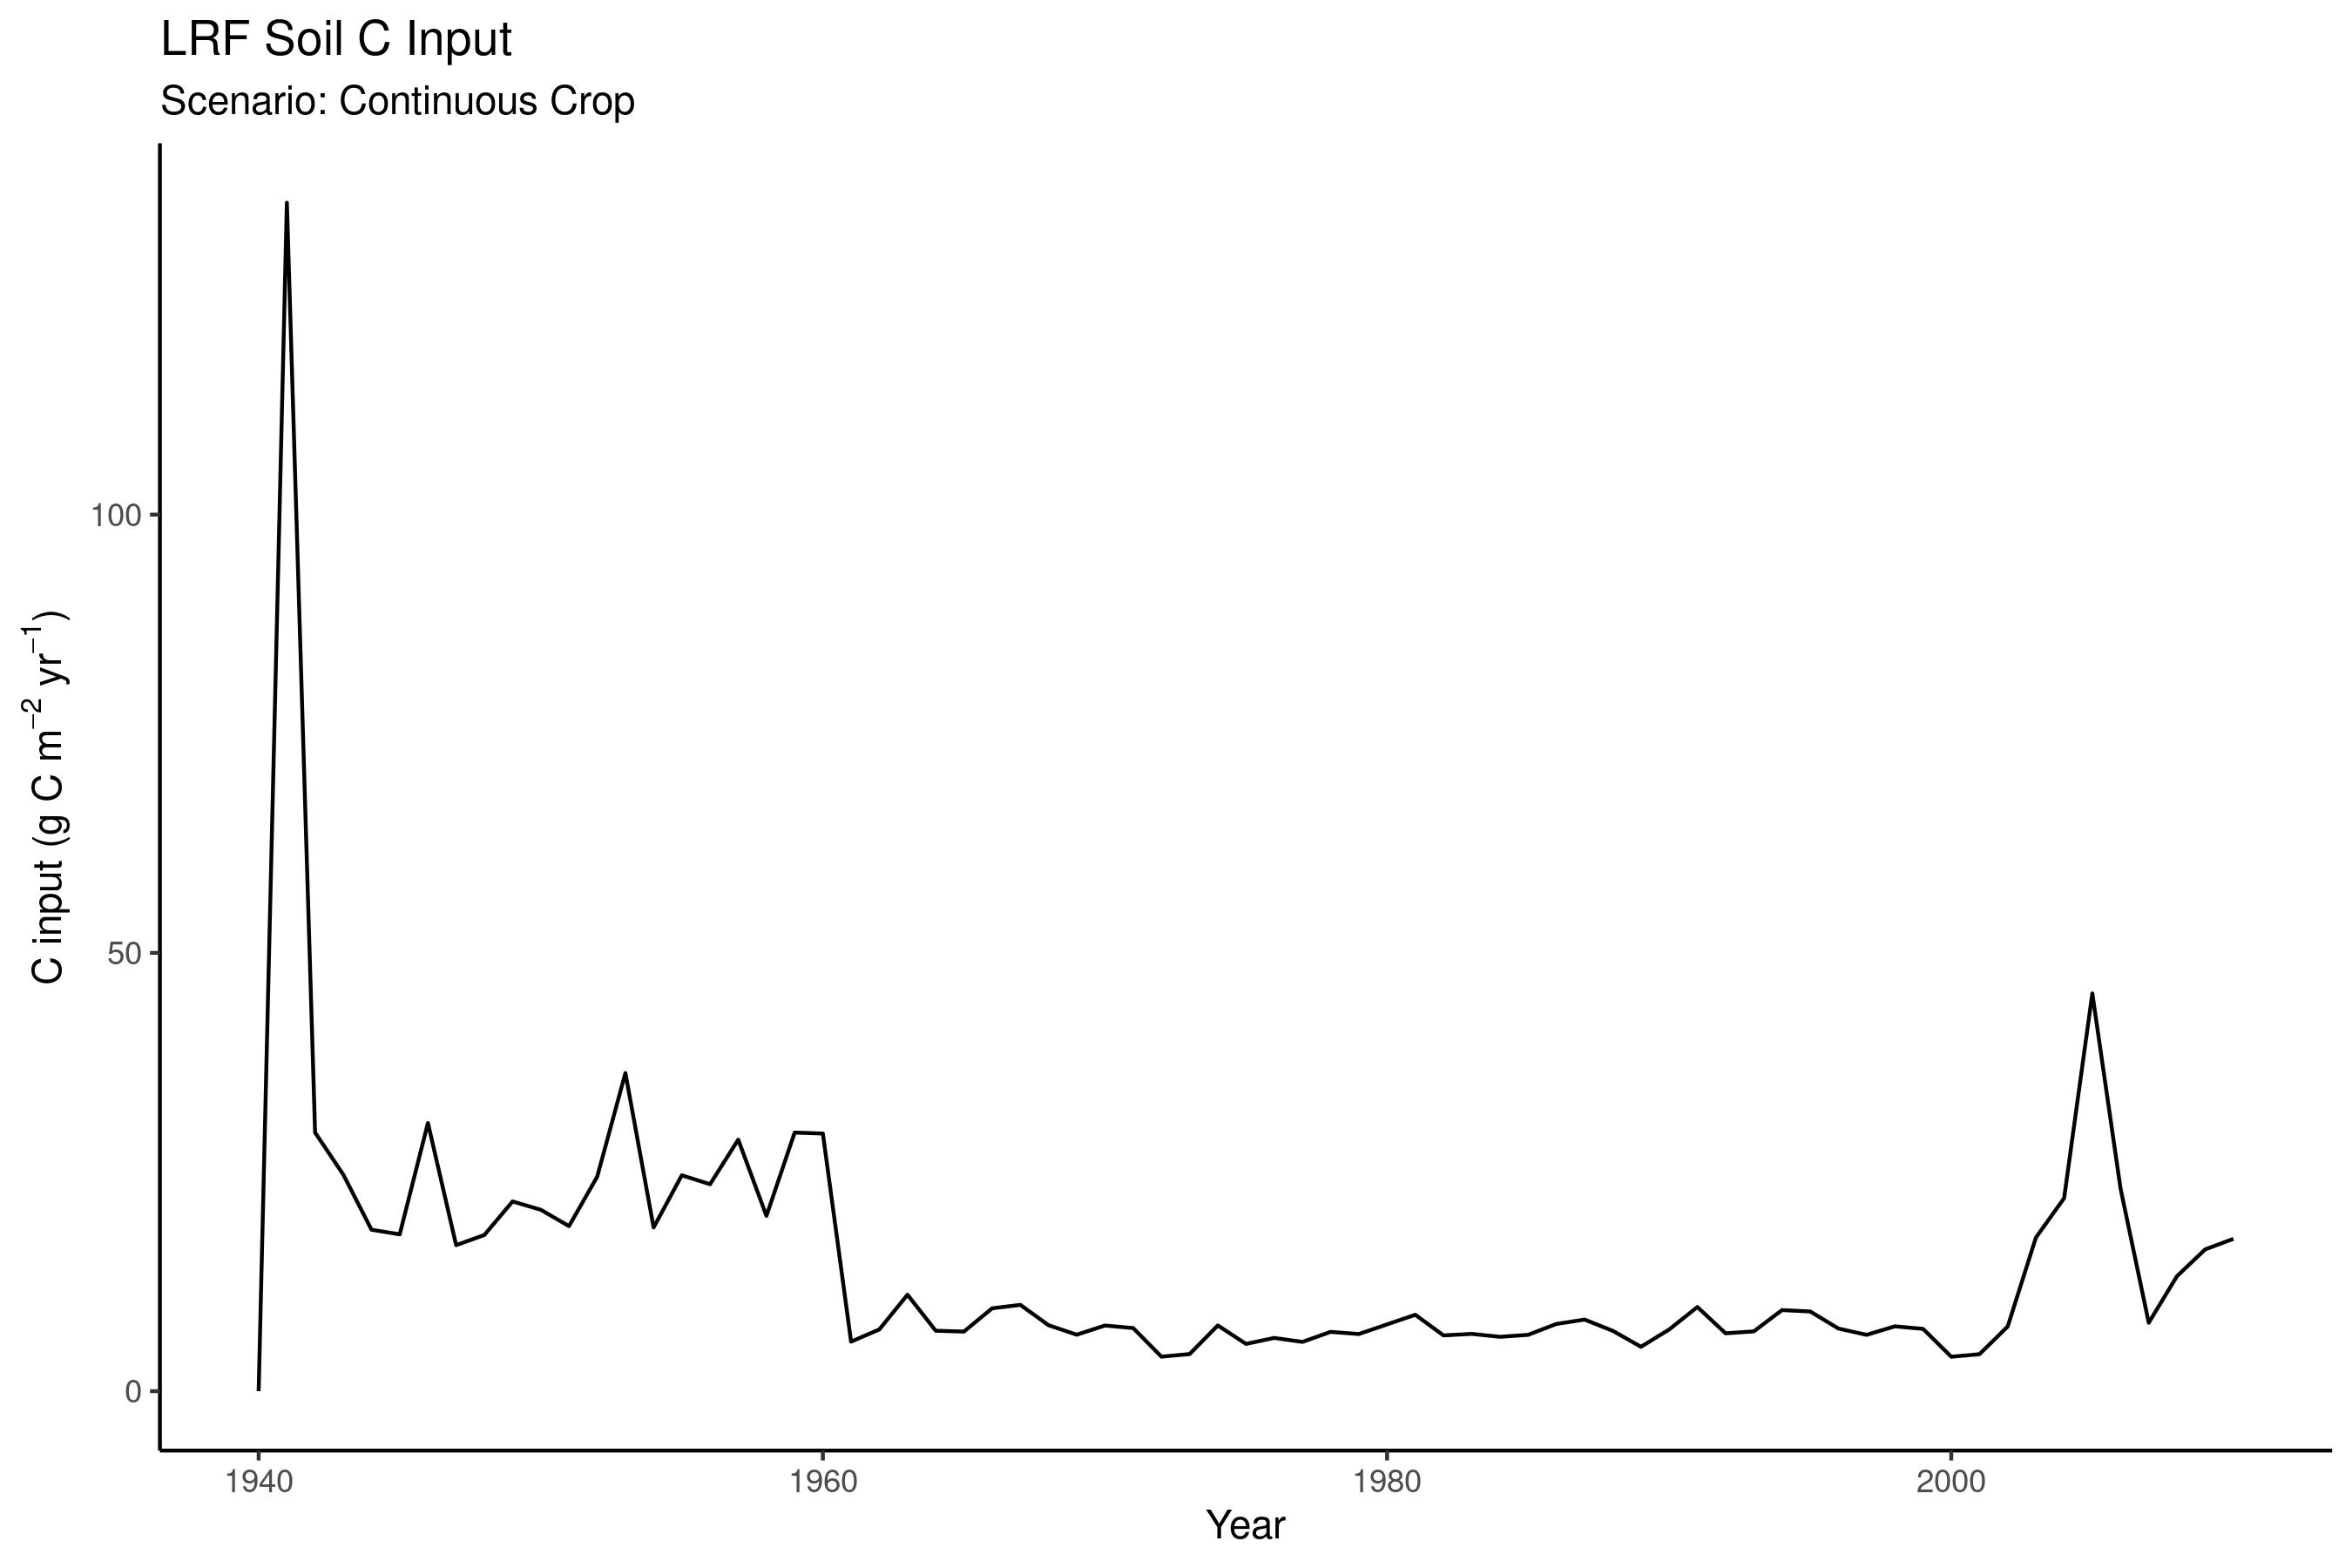 LRF Soil C Input
Scenario: Continuous Crop
C input (g C m⁻² yr⁻¹)
100
50
0
1940 1960 1980 2000
Year